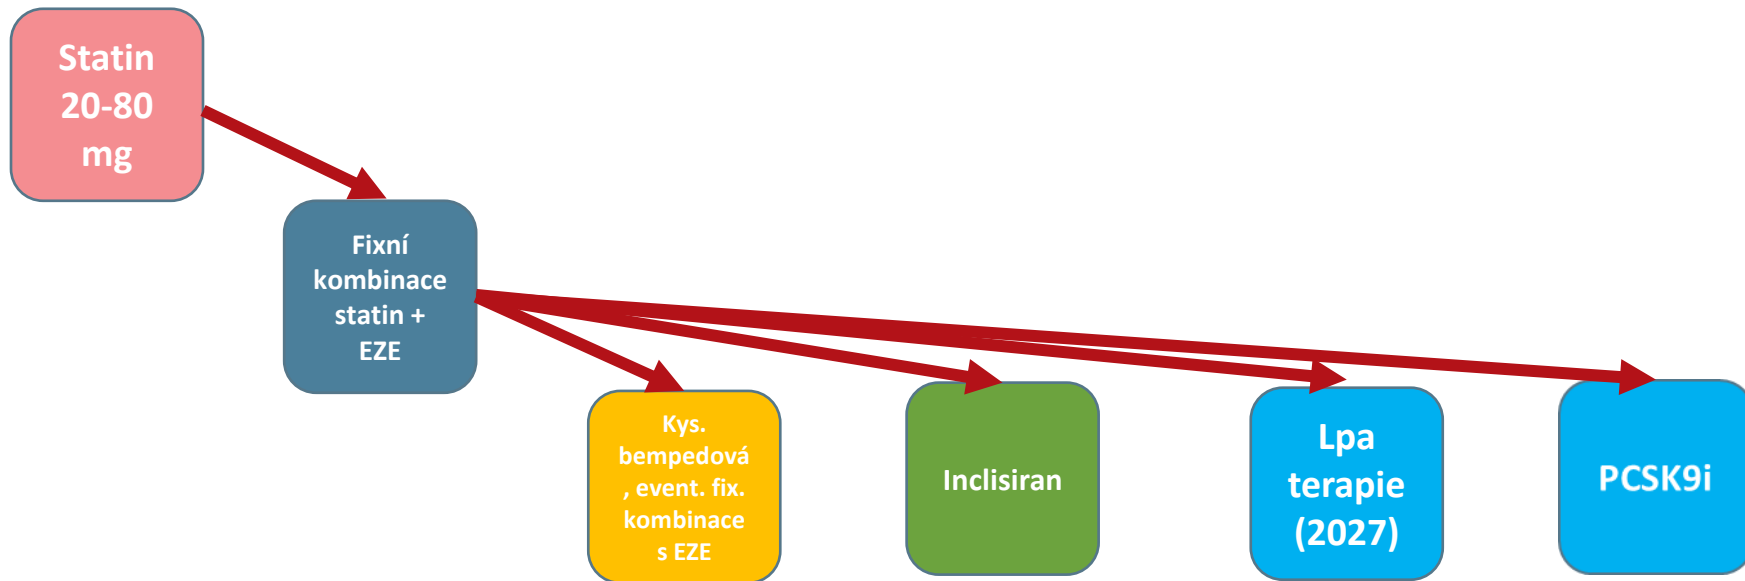 Statin
20-80
mg
Fixní
kombinace
statin +
EZE
Kys.
bempedová
, event. fix.
kombinace
s EZE
Inclisiran
Lpa
terapie
(2027)
PCSK9i